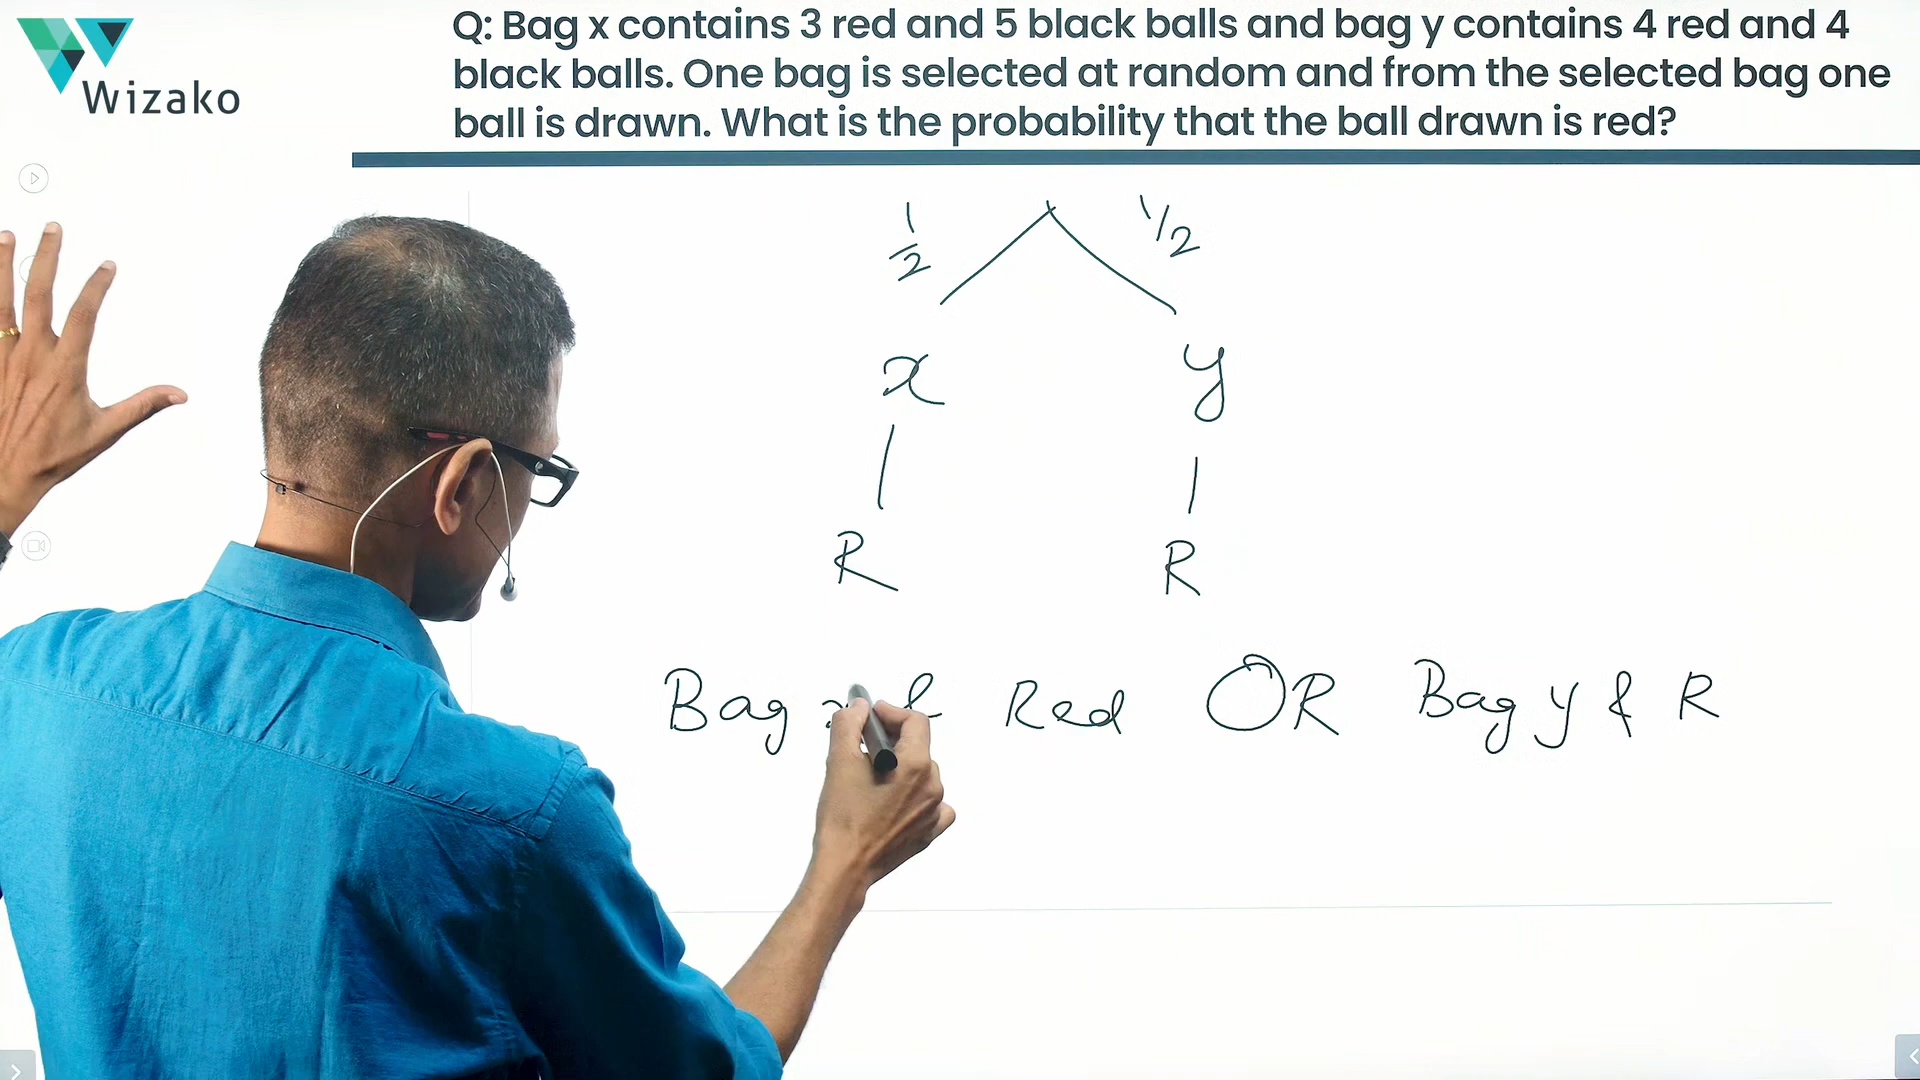 Wizako
Q: Bag x contains 3 red and 5 black balls and bag y contains 4 red and 4
black balls. One bag is selected at random and from the selected bag one
ball is drawn. What is the probability that the ball drawn is red?
1/2 1/2
x y
R R
Bag x & Red OR Bag y & R